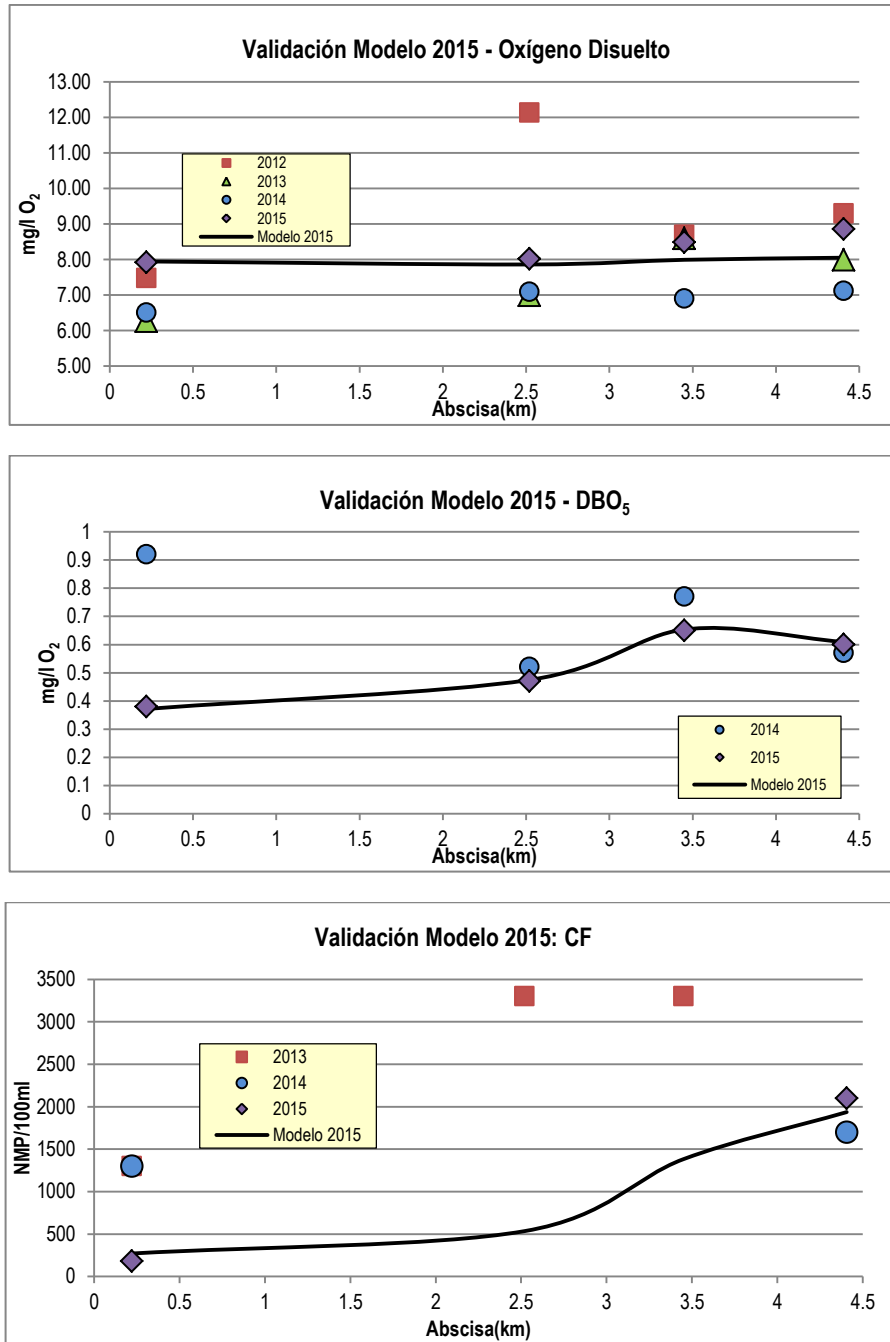 Validación Modelo 2015 - Oxígeno Disuelto
13.00
12.00
11.00
10.00
9.00
8.00
7.00
6.00
5.00
mg/l O2
2012
2013
2014
2015
Modelo 2015
0 0.5 1 1.5 2 2.5 3 3.5 4 4.5
Abscisa(km)
Validación Modelo 2015 - DBO5
1
0.9
0.8
0.7
0.6
0.5
0.4
0.3
0.2
0.1
0
mg/l O2
2014
2015
Modelo 2015
0 0.5 1 1.5 2 2.5 3 3.5 4 4.5
Abscisa(km)
Validación Modelo 2015: CF
3500
3000
2500
2000
1500
1000
500
0
NMP/100ml
2013
2014
2015
Modelo 2015
0 0.5 1 1.5 2 2.5 3 3.5 4 4.5
Abscisa(km)